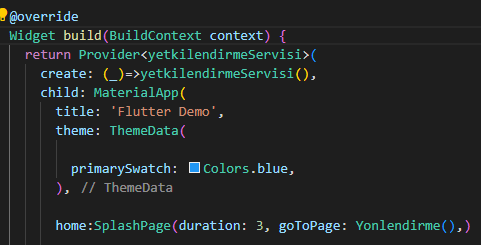 @override
Widget build(BuildContext context) {
return Provider<yetkilendirmeServisi>(
create: (_)=>yetkilendirmeServisi(),
child: MaterialApp(
title: 'Flutter Demo',
theme: ThemeData(
primarySwatch: Colors.blue,
), // ThemeData
home:SplashPage(duration: 3, goToPage: Yonlendirme(),)